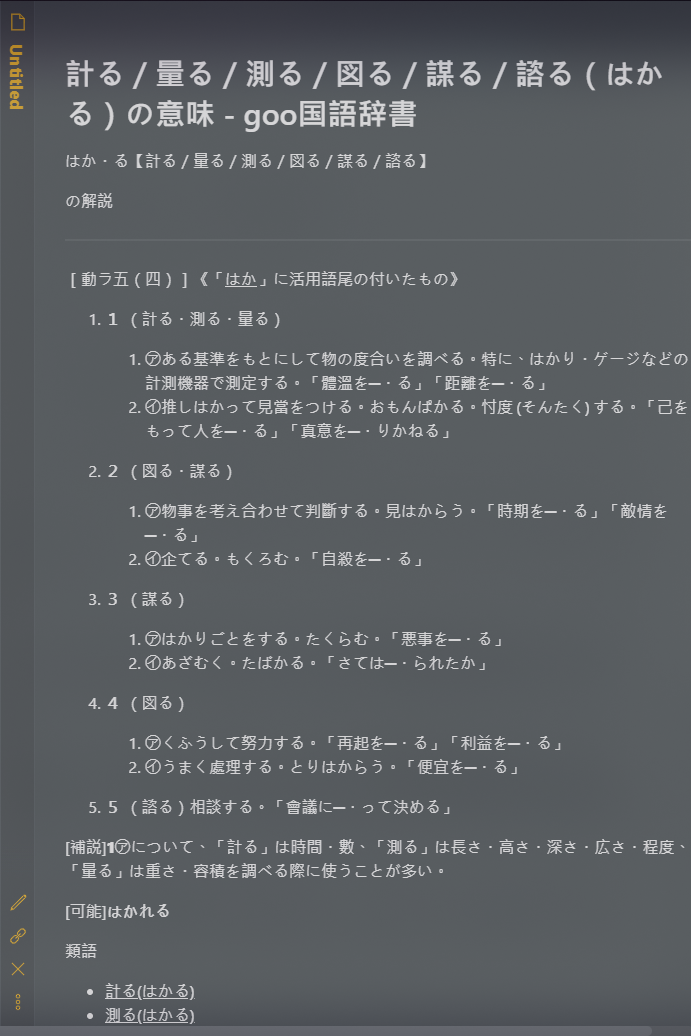 Untitled
計る / 量る / 測る / 図る / 謀る / 諮る ( はか
る ) の意味 - goo国語辞書
はか・る【計る / 量る / 測る / 図る / 謀る / 諮る】
の解説
［動ラ五（四）］《「はか」に活用語尾の付いたもの》
1. 1 （計る・測る・量る）
1. ㋐ある基準をもとにして物の度合いを調べる。特に、はかり・ゲージなどの
計測機器で測定する。「體溫を━・る」「距離を━・る」
2. ㋑推しはかって見當をつける。おもんぱかる。忖度 (そんたく) する。「己を
もって人を━・る」「真意を━・りかねる」
2. 2 （図る・謀る）
1. ㋐物事を考え合わせて判斷する。見はからう。「時期を━・る」「敵情を
━・る」
2. ㋑企てる。もくろむ。「自殺を━・る」
3. 3 （謀る）
1. ㋐はかりごとをする。たくらむ。「悪事を━・る」
2. ㋑あざむく。たばかる。「さては━・られたか」
4. 4 （図る）
1. ㋐くふうして努力する。「再起を━・る」「利益を━・る」
2. ㋑うまく處理する。とりはからう。「便宜を━・る」
5. 5 （諮る）相談する。「會議に━・って決める」
[補説]1㋐について、「計る」は時間・數、「測る」は長さ・高さ・深さ・広さ・程度、
「量る」は重さ・容積を調べる際に使うことが多い。
[可能]はかれる
類語
• 計る(はかる)
• 測る(はかる)